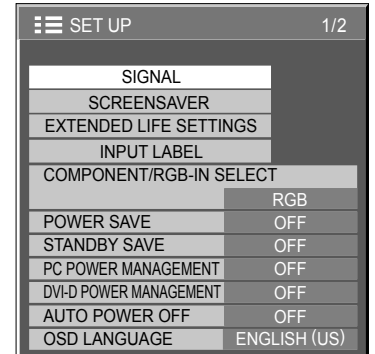 SET UP 1/2
SIGNAL
SCREENSAVER
EXTENDED LIFE SETTINGS
INPUT LABEL
COMPONENT/RGB-IN SELECT
RGB
POWER SAVE OFF
STANDBY SAVE OFF
PC POWER MANAGEMENT OFF
DVI-D POWER MANAGEMENT OFF
AUTO POWER OFF OFF
OSD LANGUAGE ENGLISH (US)